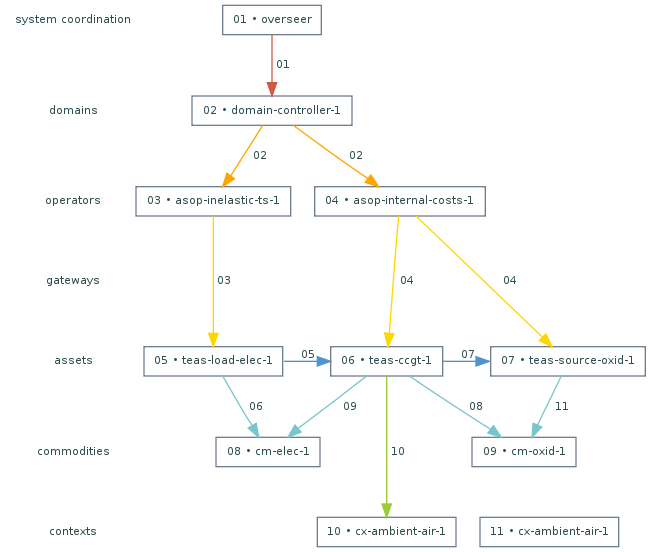 system coordination
01 • overseer
01
domains
02 • domain-controller-1
02
02
operators
03 • asop-inelastic-ts-1
04 • asop-internal-costs-1
gateways
03
04
04
assets
05 • teas-load-elec-1
05
06 • teas-ccgt-1
07
07 • teas-source-oxid-1
06
09
08
11
commodities
08 • cm-elec-1
10
09 • cm-oxid-1
contexts
10 • cx-ambient-air-1
11 • cx-ambient-air-1